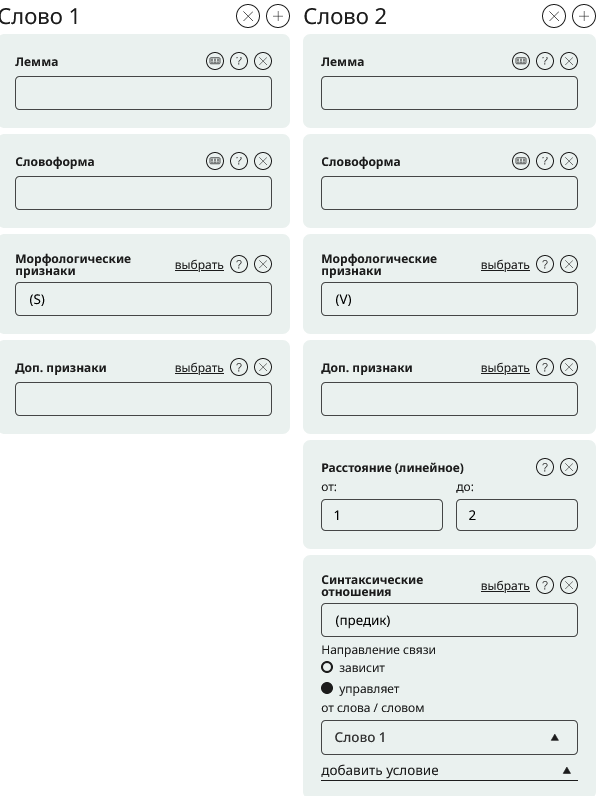 Слово 1
Лемма
Словоформа
Морфологические
признаки
выбрать
(S)
Доп. признаки
выбрать
Слово 2
Лемма
Словоформа
Морфологические
признаки
выбрать
(V)
Доп. признаки
выбрать
Расстояние (линейное)
от:
до:
1
2
Синтаксические
отношения
выбрать
(предик)
Направление связи
зависит
управляет
от слова / словом
Слово 1
добавить условие